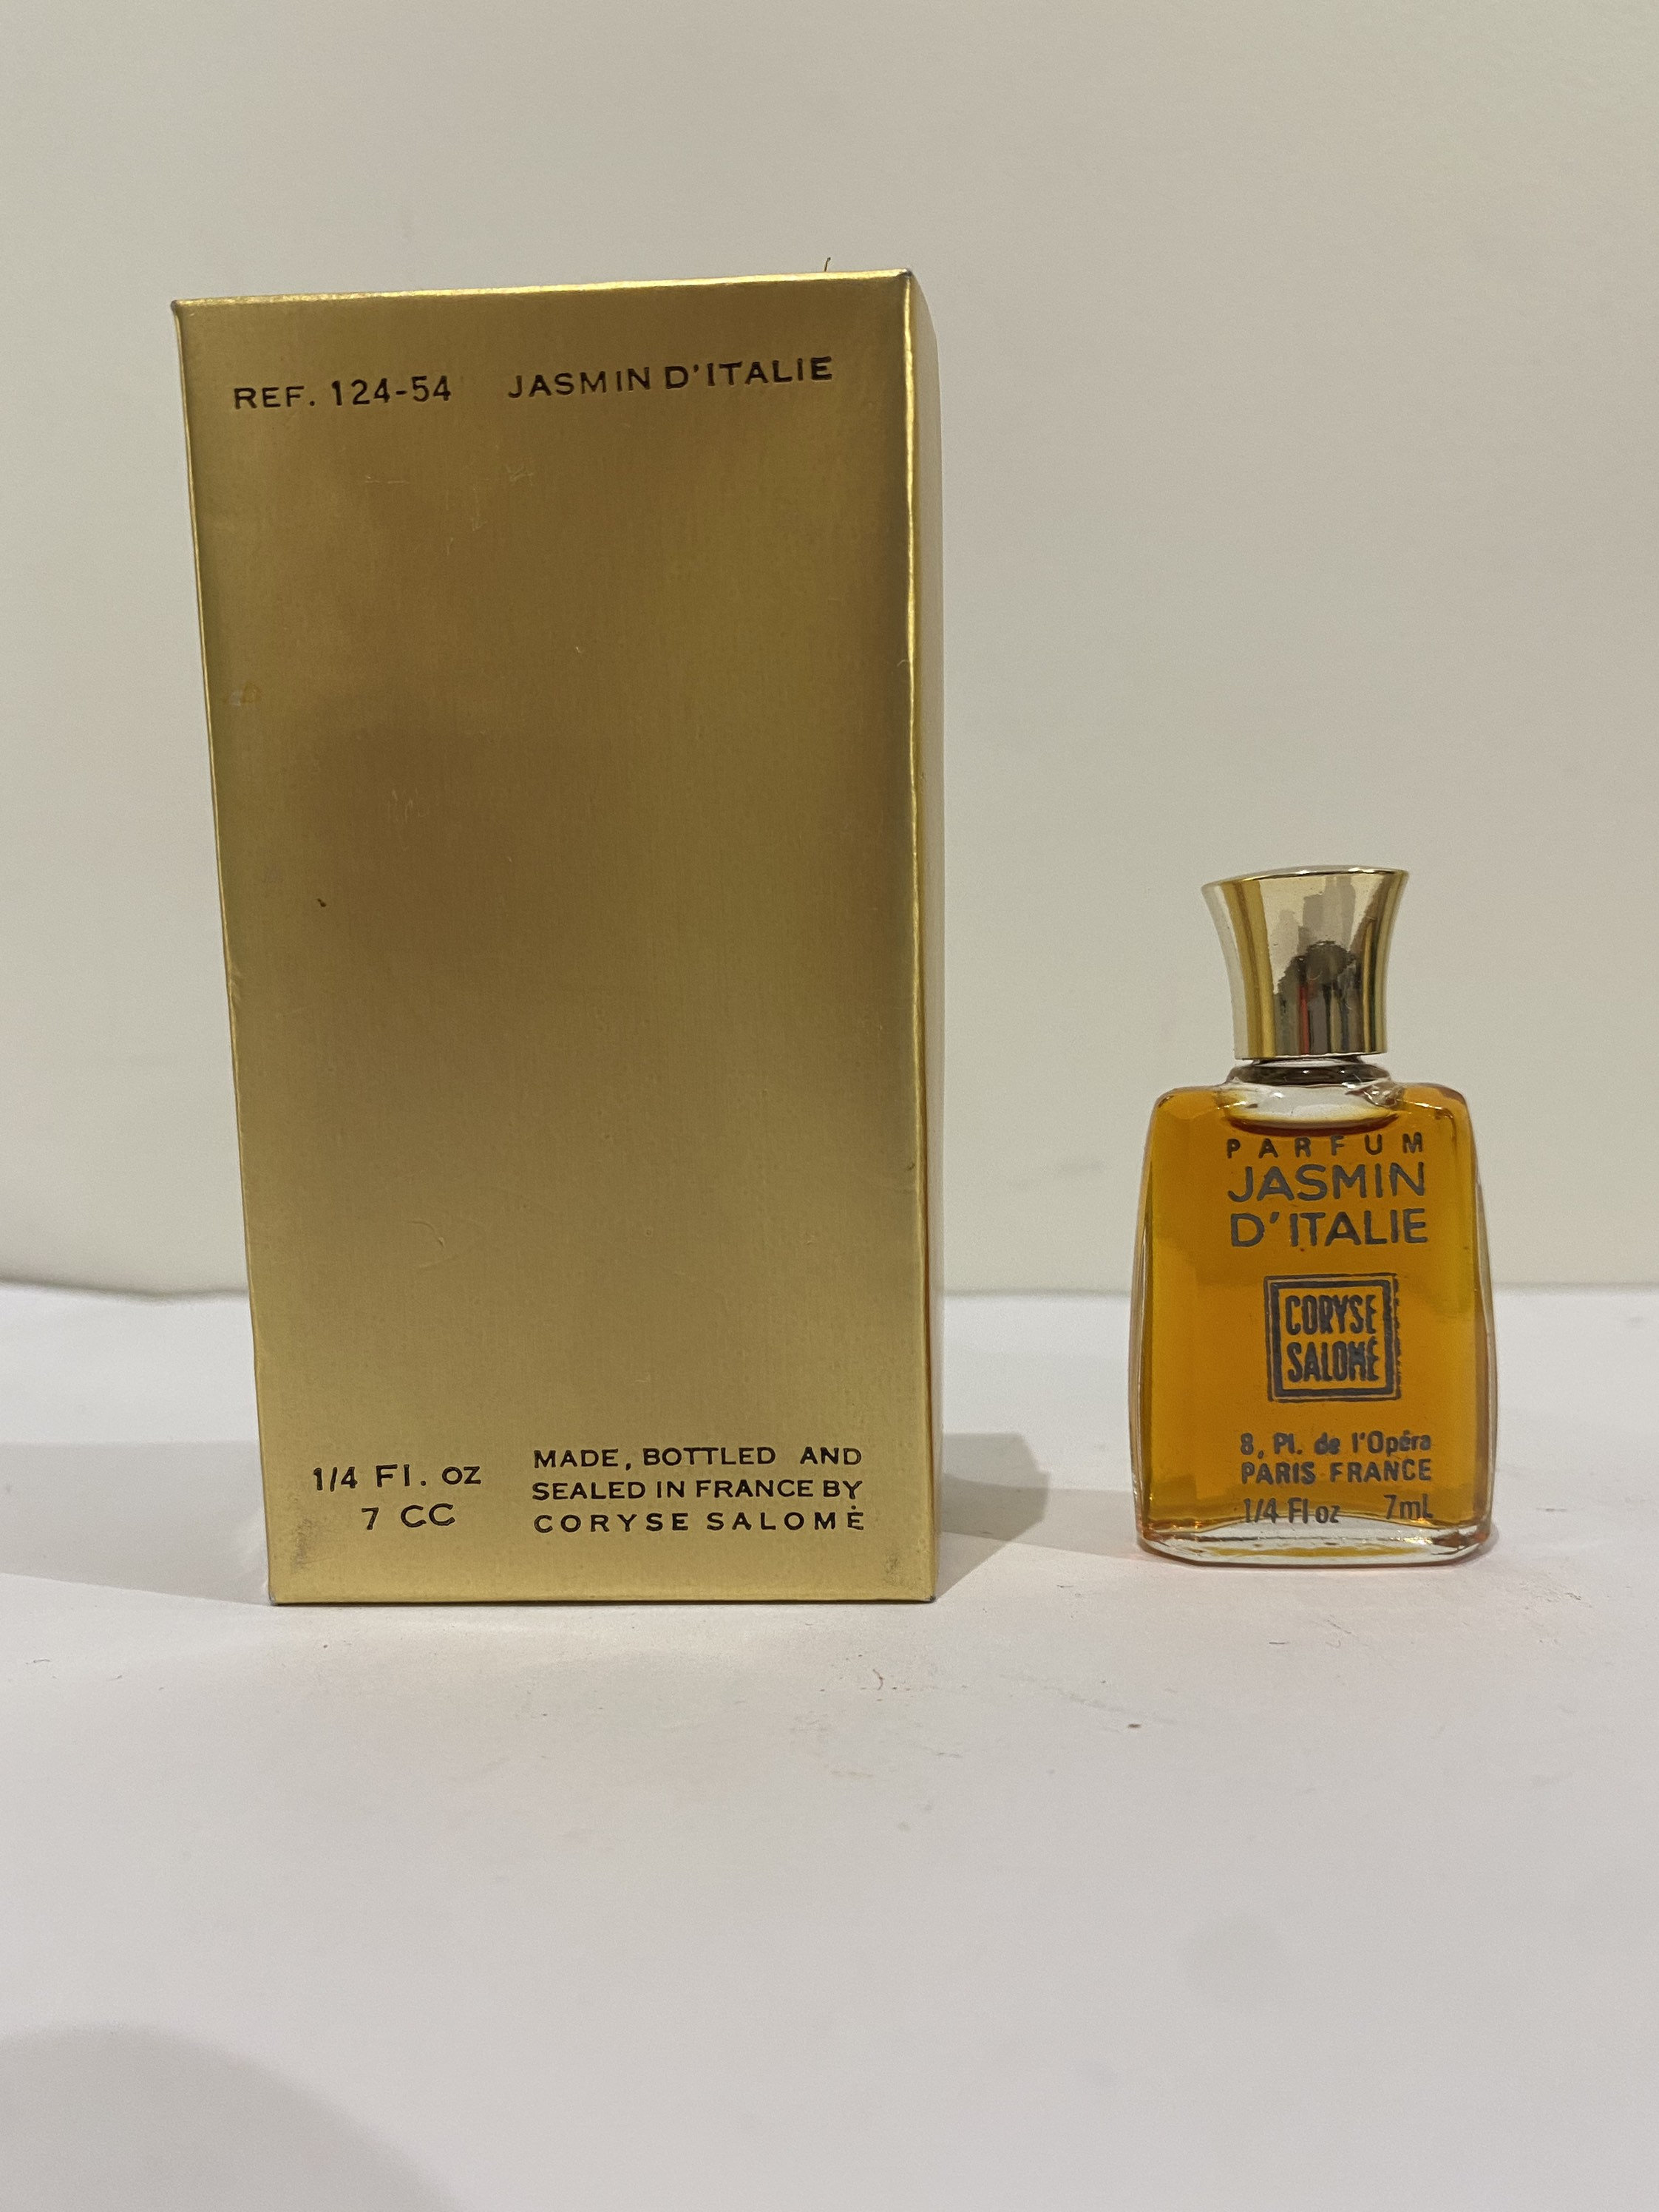 REF. 124-54 JASMIN D'ITALIE
1/4 Fl. oz
7 CC
MADE, BOTTLED AND
SEALED IN FRANCE BY
CORYSE SALOMÉ
PARFUM
JASMIN
D'ITALIE
CORYSE
SALOMÉ
8, Pl. de l'Opéra
PARIS FRANCE
1/4 Fl oz 7mL